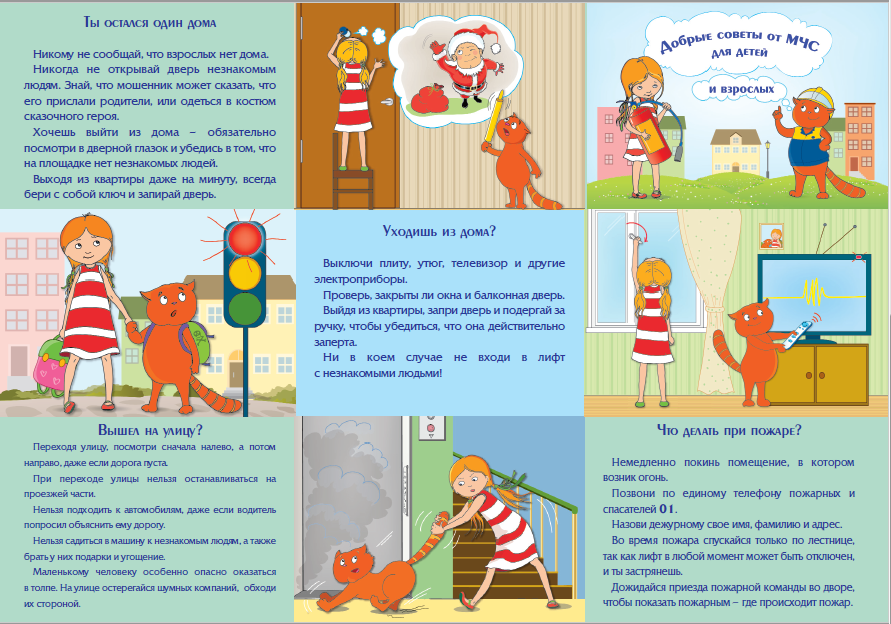 Ты остался один дома
Никому не сообщай, что взрослых нет дома.
Никогда не открывай дверь незнакомым
людям. Знай, что мошенник может сказать, что
его прислали родители, или одеться в костюм
сказочного героя.
Хочешь выйти из дома – обязательно
посмотри в дверной глазок и убедись в том, что
на площадке нет незнакомых людей.
Выходя из квартиры даже на минуту, всегда
бери с собой ключ и запирай дверь.
Добрые советы от МЧС
для детей
и взрослых
Уходишь из дома?
Выключи плиту, утюг, телевизор и другие
электроприборы.
Проверь, закрыты ли окна и балконная дверь.
Выйдя из квартиры, запри дверь и подергай за
ручку, чтобы убедиться, что она действительно
заперта.
Ни в коем случае не входи в лифт
с незнакомыми людьми!
Вышел на улицу?
Переходя улицу, посмотри сначала налево, а потом
направо, даже если дорога пуста.
При переходе улицы нельзя останавливаться на
проезжей части.
Нельзя подходить к автомобилям, даже если водитель
попросил объяснить ему дорогу.
Нельзя садиться в машину к незнакомым людям, а также
брать у них подарки и угощение.
Маленькому человеку особенно опасно оказаться
в толпе. На улице остерегайся шумных компаний, обходи
их стороной.
Что делать при пожаре?
Немедленно покинь помещение, в котором
возник огонь.
Позвони по единому телефону пожарных и
спасателей 01.
Назови дежурному свое имя, фамилию и адрес.
Во время пожара спускайся только по лестнице,
так как лифт в любой момент может быть отключен,
и ты застрянешь.
Дожидайся приезда пожарной команды во дворе,
чтобы показать пожарным – где происходит пожар.